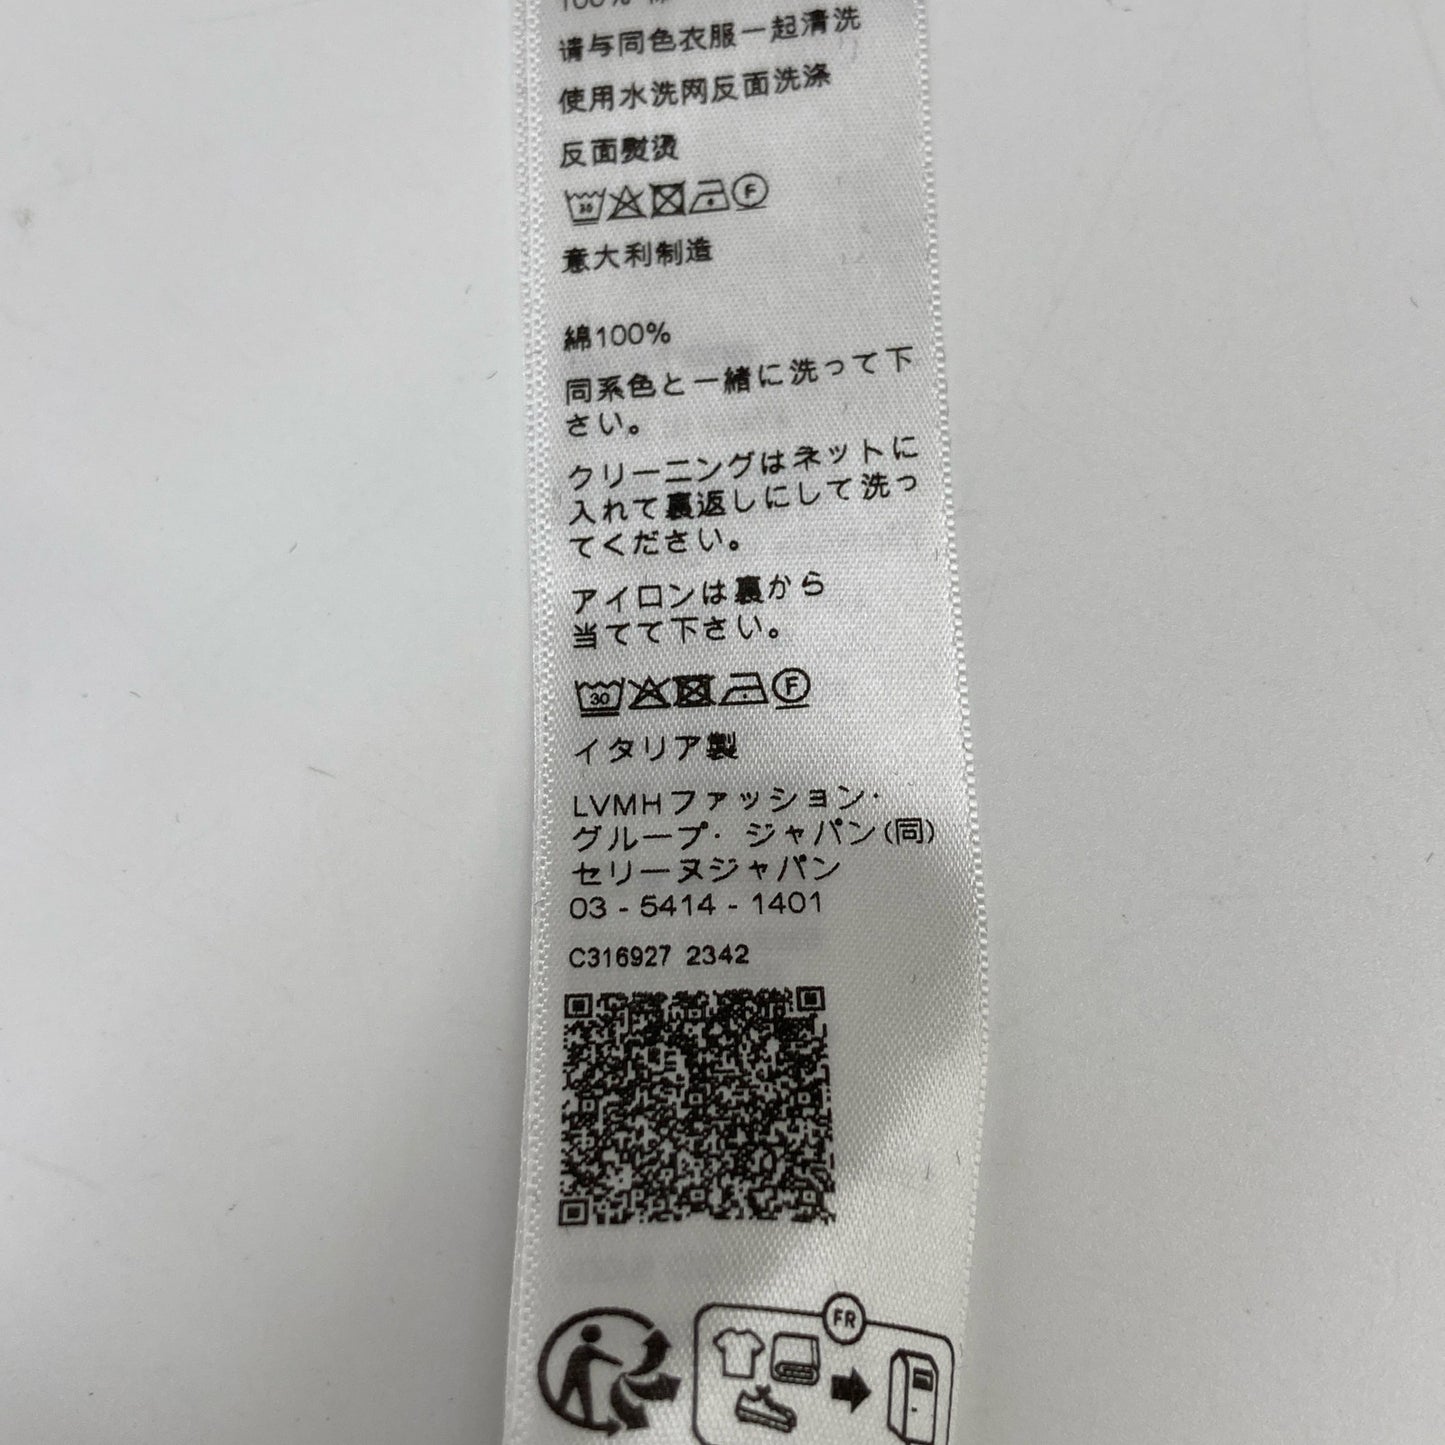 100%
请与同色衣服一起清洗
使用水洗网反面洗涤
反面熨烫
30 F
意大利制造
綿100%
同系色と一緒に洗って下
さい。
クリーニングはネットに
入れて裏返しにして洗っ
てください。
アイロンは裏から
当てて下さい。
30 F
イタリア製
LVMHファッション·
グループ· ジャパン(同)
セリーヌジャパン
03 - 5414 - 1401
C316927 2342
FR